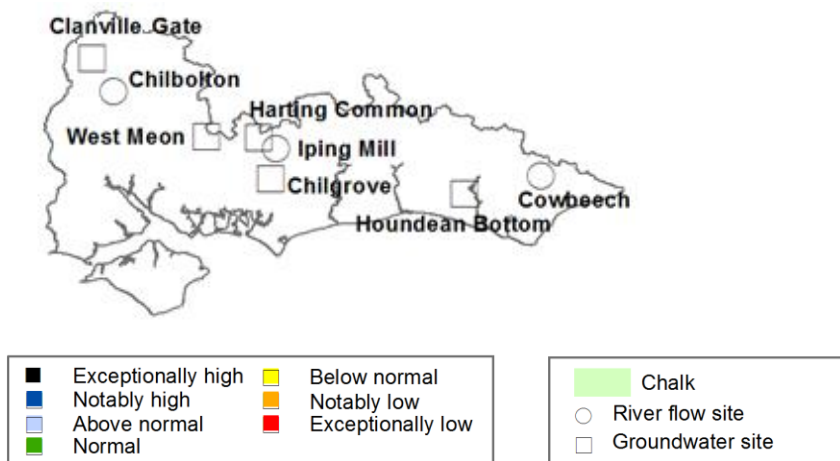 Clanville Gate
Chilbolton
Harting Common
West Meon
Iping Mill
Chilgrove
Cowbeech
Houndean Bottom
Exceptionally high
Notably high
Above normal
Normal
Below normal
Notably low
Exceptionally low
Chalk
River flow site
Groundwater site